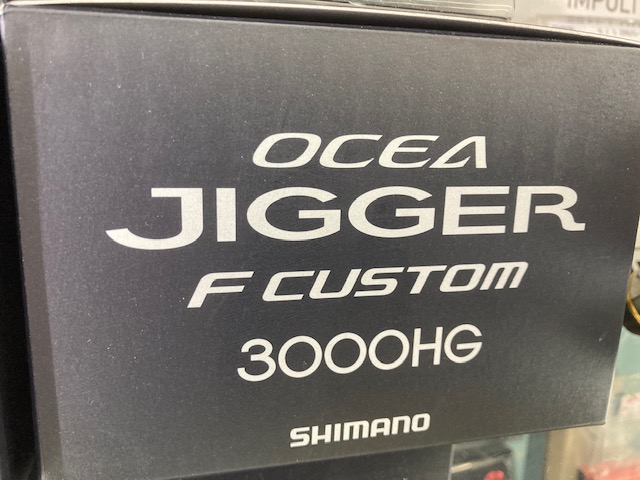 OCEA
JIGGER
F CUSTOM
3000HG
SHIMANO